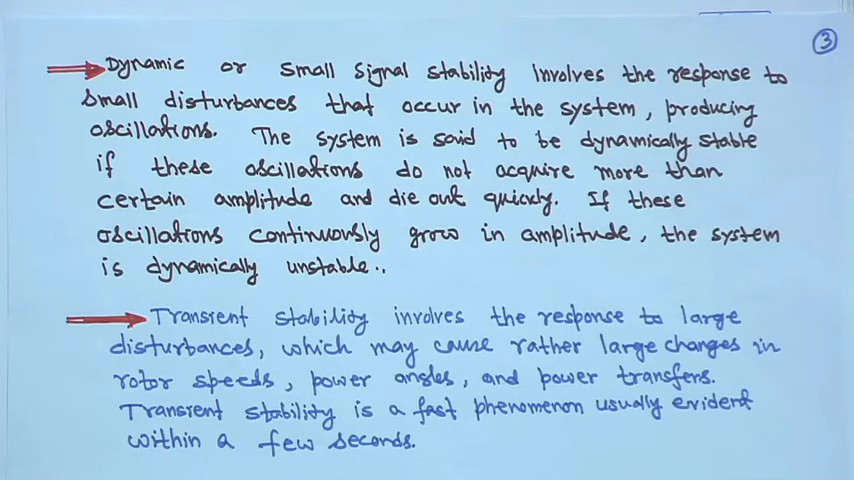 3
Dynamic or small signal stability involves the response to
small disturbances that occur in the system, producing
oscillations. The system is said to be dynamically stable
if these oscillations do not acquire more than
certain amplitude and die out quickly. If these
oscillations continuously grow in amplitude, the system
is dynamically unstable..
Transient stability involves the response to large
disturbances, which may cause rather large changes in
rotor speeds, power angles, and power transfers.
Transient stability is a fast phenomenon usually evident
within a few seconds.